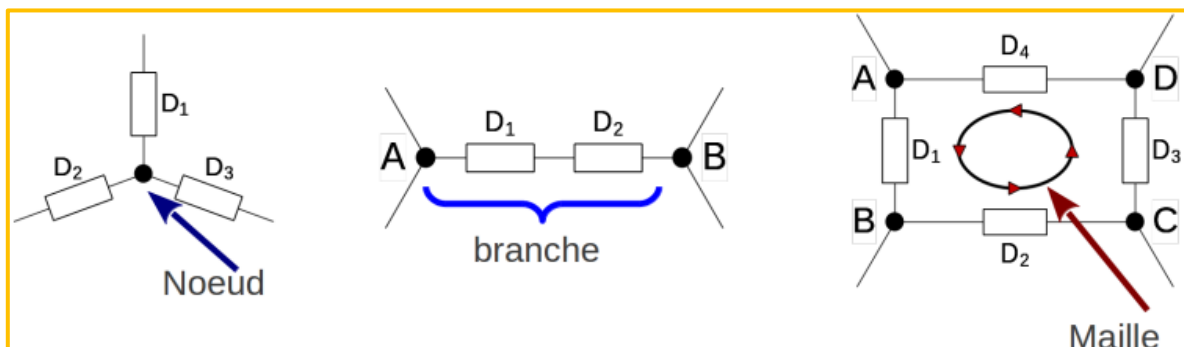 D₁
D₂
D₃
Noeud
A
D₁
D₂
B
branche
A
D₄
D
D₁
D₃
B
D₂
C
Maille